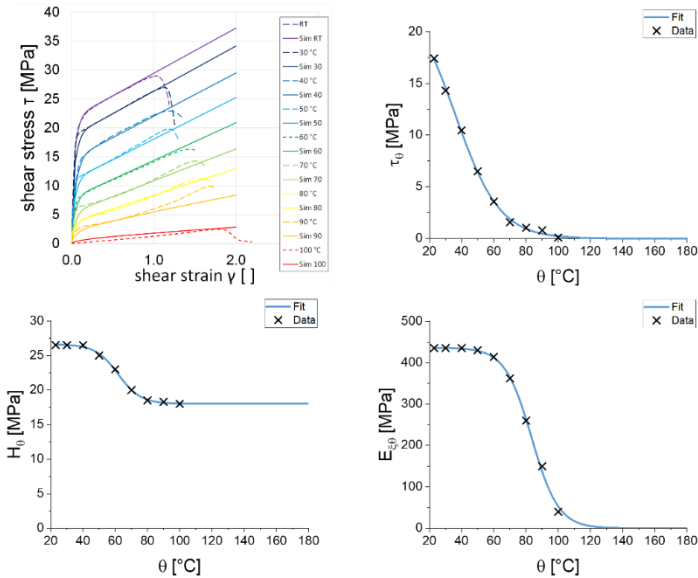 shear stress τ [MPa]
40
35
30
25
20
15
10
5
0
0.0 1.0 2.0
shear strain γ [ ]
RT
Sim RT
30 °C
Sim 30
40 °C
Sim 40
50 °C
Sim 50
60 °C
Sim 60
70 °C
Sim 70
80 °C
Sim 80
90 °C
Sim 90
100 °C
Sim 100
Fit
Data
τθ [MPa]
20
15
10
5
0
20 40 60 80 100 120 140 160 180
θ [°C]
Fit
Data
Hθ [MPa]
30
25
20
15
10
5
0
20 40 60 80 100 120 140 160 180
θ [°C]
Fit
Data
Eξθ [MPa]
500
400
300
200
100
0
20 40 60 80 100 120 140 160 180
θ [°C]